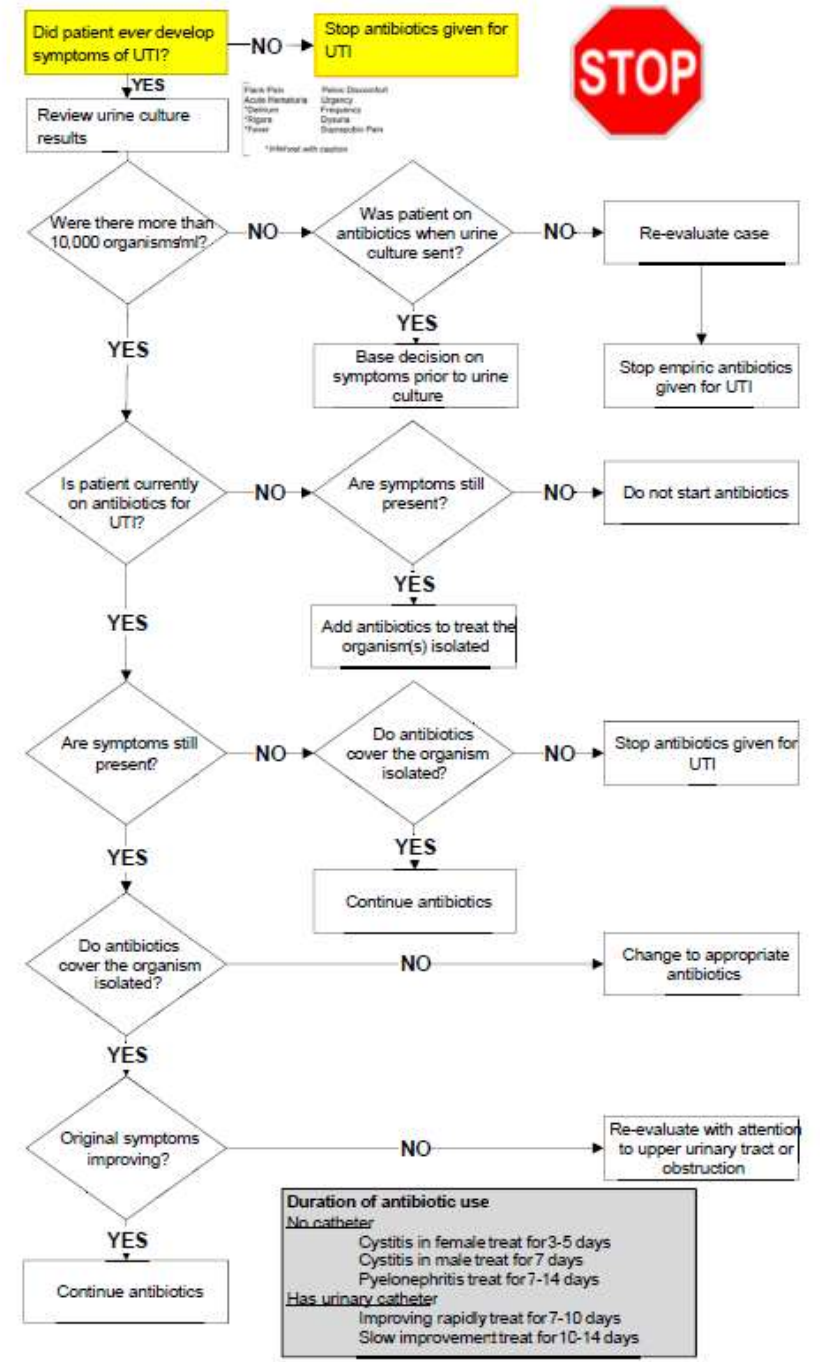 Did patient ever develop
symptoms of UTI?
NO
Stop antibiotics given for
UTI
STOP
YES
Review urine culture
results
Flank Pain Pelvic Discomfort
Acute Hematuria Urgency
*Delirium Frequency
*Rigors Dysuria
*Fever Suprapubic Pain
*Interpret with caution
Were there more than
10,000 organisms/ml?
NO
Was patient on
antibiotics when urine
culture sent?
NO
Re-evaluate case
YES
YES
Base decision on
symptoms prior to urine
culture
Stop empiric antibiotics
given for UTI
Is patient currently
on antibiotics for
UTI?
NO
Are symptoms still
present?
NO
Do not start antibiotics
YES
YES
Add antibiotics to treat the
organism(s) isolated
Are symptoms still
present?
NO
Do antibiotics
cover the organism
isolated?
NO
Stop antibiotics given for
UTI
YES
YES
Continue antibiotics
Do antibiotics
cover the organism
isolated?
NO
Change to appropriate
antibiotics
YES
Original symptoms
improving?
NO
Re-evaluate with attention
to upper urinary tract or
obstruction
YES
Continue antibiotics
Duration of antibiotic use
No catheter
Cystitis in female treat for 3-5 days
Cystitis in male treat for 7 days
Pyelonephritis treat for 7-14 days
Has urinary catheter
Improving rapidly treat for 7-10 days
Slow improvement treat for 10-14 days